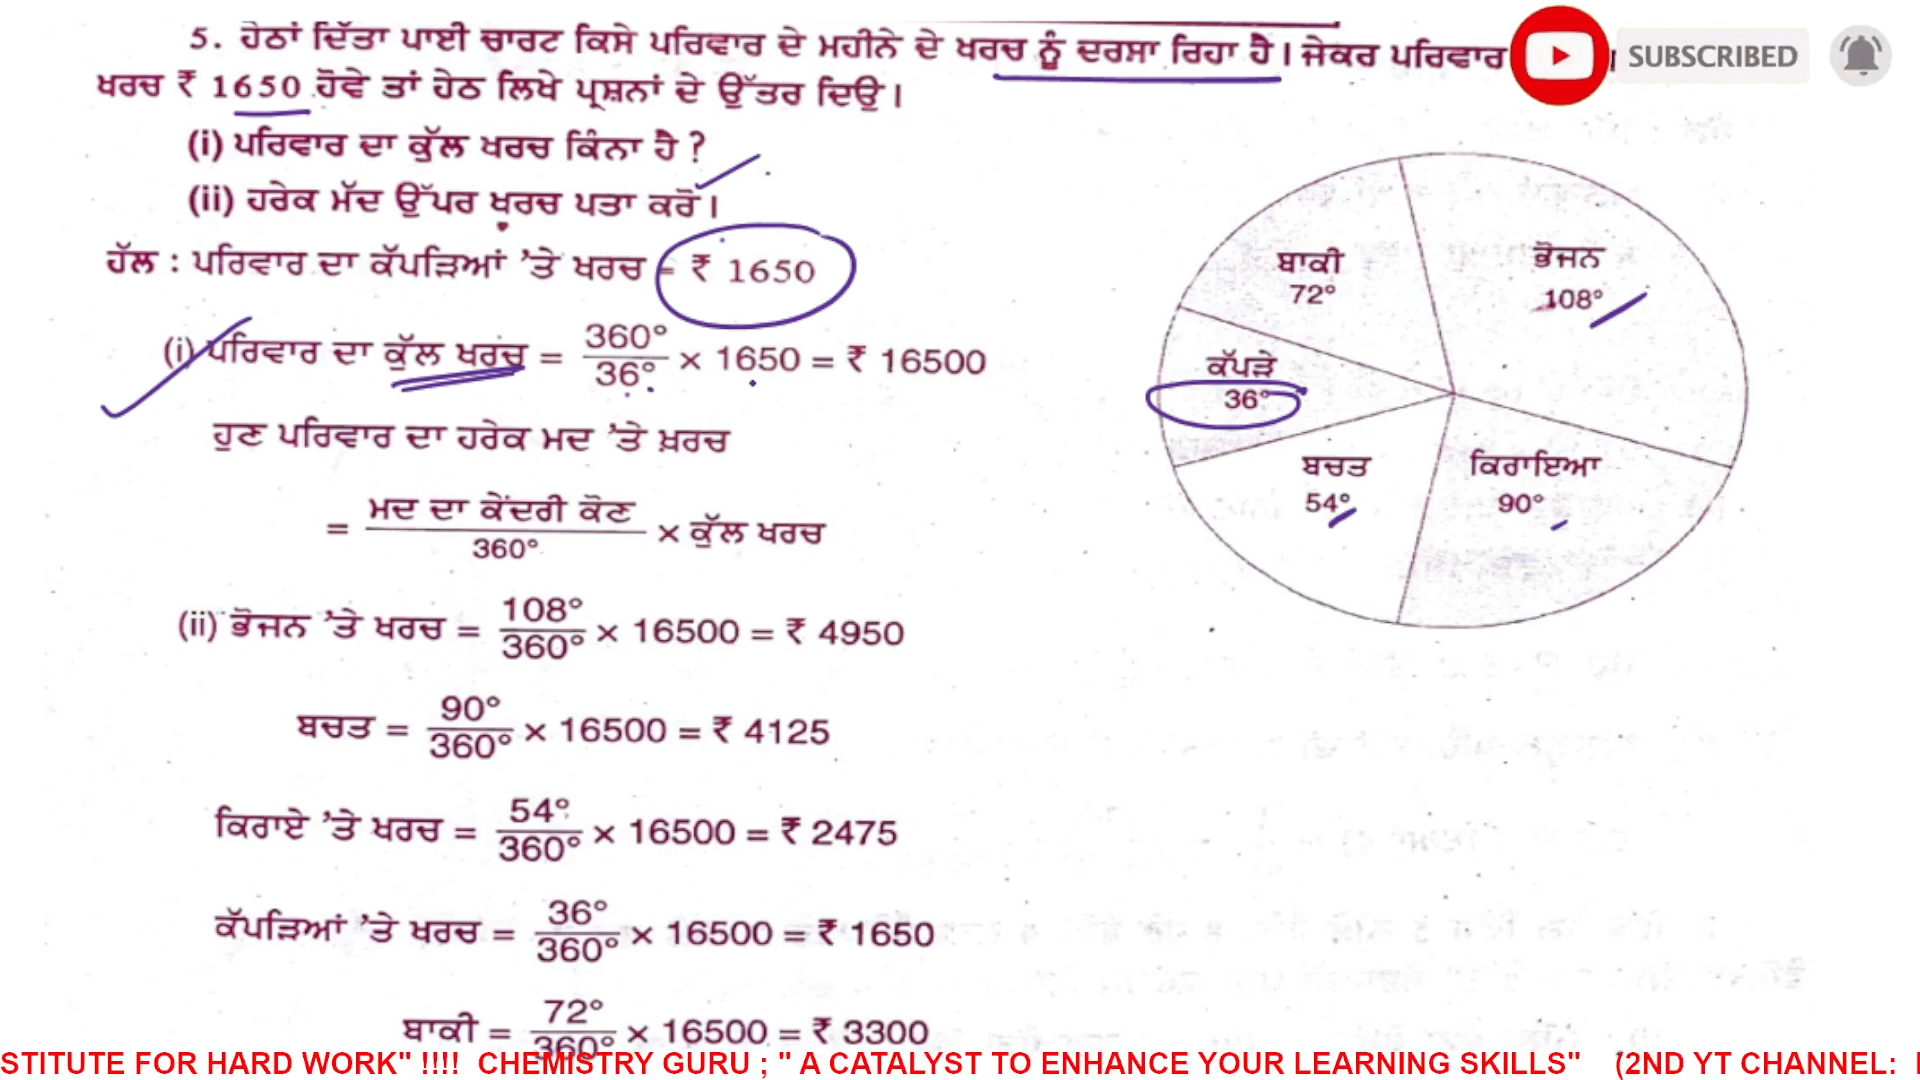 5. ਹੇਠਾਂ ਦਿੱਤਾ ਪਾਈ ਚਾਰਟ ਕਿਸੇ ਪਰਿਵਾਰ ਦੇ ਮਹੀਨੇ ਦੇ ਖਰਚ ਨੂੰ ਦਰਸ਼ਾ ਰਿਹਾ ਹੈ। ਜੇਕਰ ਪਰਿਵਾਰ
SUBSCRIBED
ਖਰਚ ₹ 1650 ਹੋਵੇ ਤਾਂ ਹੇਠ ਲਿਖੇ ਪ੍ਰਸ਼ਨਾਂ ਦੇ ਉੱਤਰ ਦਿਉ।
(i) ਪਰਿਵਾਰ ਦਾ ਕੁੱਲ ਖਰਚ ਕਿੰਨਾ ਹੈ ?
(ii) ਹਰੇਕ ਮੱਦ ਉੱਪਰ ਖਰਚ ਪਤਾ ਕਰੋ।
ਹੱਲ : ਪਰਿਵਾਰ ਦਾ ਕੱਪੜਿਆਂ 'ਤੇ ਖਰਚ = ₹ 1650
(i) ਪਰਿਵਾਰ ਦਾ ਕੁੱਲ ਖਰਚ = 360°/36° × 1650 = ₹ 16500
ਹੁਣ ਪਰਿਵਾਰ ਦਾ ਹਰੇਕ ਮਦ 'ਤੇ ਖ਼ਰਚ
= ਮਦ ਦਾ ਕੇਂਦਰੀ ਕੋਣ/360° × ਕੁੱਲ ਖਰਚ
(ii) ਭੋਜਨ 'ਤੇ ਖਰਚ = 108°/360° × 16500 = ₹ 4950
ਬਚਤ = 90°/360° × 16500 = ₹ 4125
ਕਿਰਾਏ 'ਤੇ ਖਰਚ = 54°/360° × 16500 = ₹ 2475
ਕੱਪੜਿਆਂ 'ਤੇ ਖਰਚ = 36°/360° × 16500 = ₹ 1650
ਬਾਕੀ = 72°/360° × 16500 = ₹ 3300
ਬਾਕੀ
72°
ਭੋਜਨ
108°
ਕੱਪੜੇ
36°
ਬਚਤ
54°
ਕਿਰਾਇਆ
90°
STITUTE FOR HARD WORK" !!!! CHEMISTRY GURU ; " A CATALYST TO ENHANCE YOUR LEARNING SKILLS" (2ND YT CHANNEL: